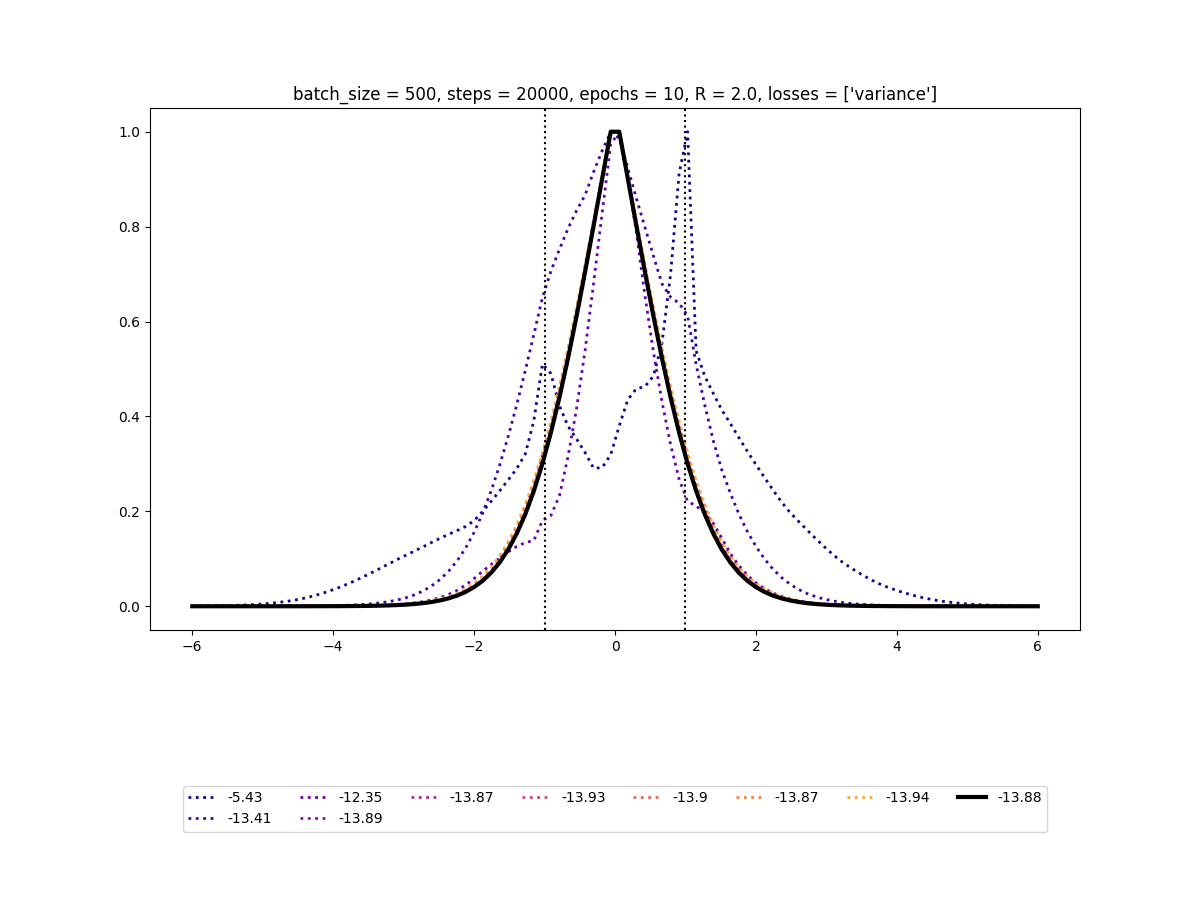 batch_size = 500, steps = 20000, epochs = 10, R = 2.0, losses = ['variance']
1.0
0.8
0.6
0.4
0.2
0.0
−6 −4 −2 0 2 4 6
-5.43 -12.35 -13.87 -13.93 -13.9 -13.87 -13.94 -13.88
-13.41 -13.89